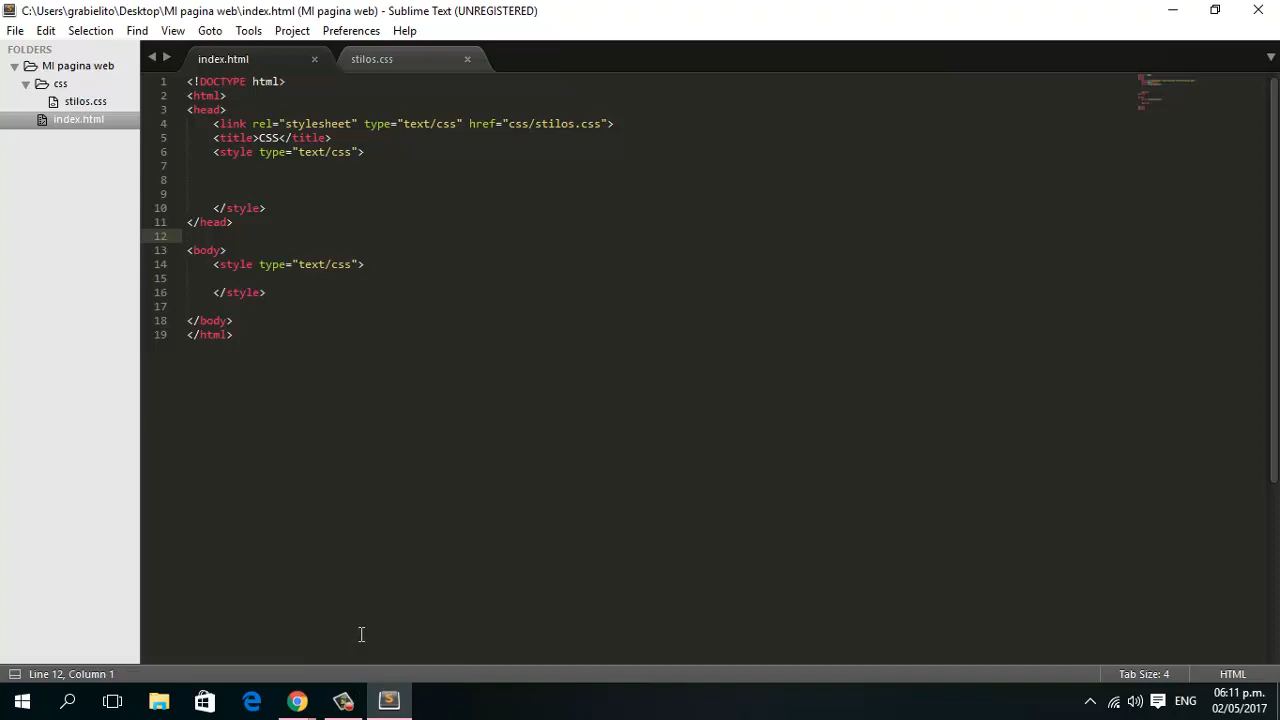 C:\Users\grabielito\Desktop\MI pagina web\index.html (MI pagina web) - Sublime Text (UNREGISTERED)
File Edit Selection Find View Goto Tools Project Preferences Help
FOLDERS
MI pagina web
css
stilos.css
index.html
index.html × stilos.css ×
1 <!DOCTYPE html>
2 <html>
3 <head>
4 <link rel="stylesheet" type="text/css" href="css/stilos.css">
5 <title>CSS</title>
6 <style type="text/css">
7
8
9
10 </style>
11 </head>
12
13 <body>
14 <style type="text/css">
15
16 </style>
17
18 </body>
19 </html>
Line 12, Column 1 Tab Size: 4 HTML
ENG 06:11 p.m.
02/05/2017